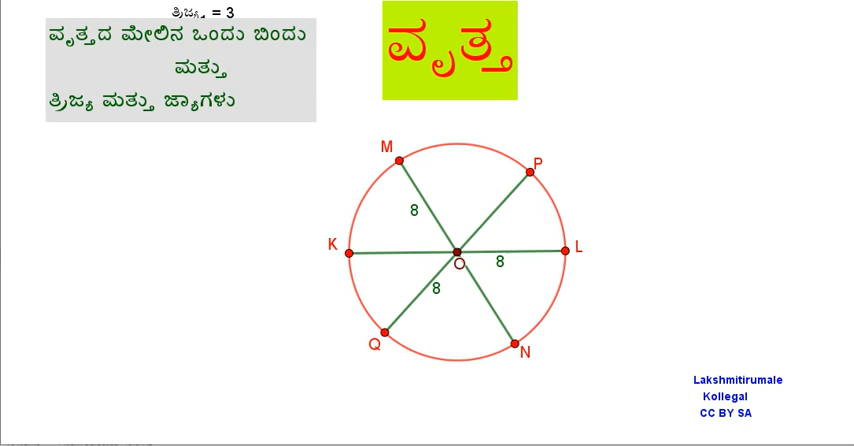 ತ್ರಿಜ್ಯ = 3
ವೃತ್ತದ ಮೇಲಿನ ಒಂದು ಬಿಂದು
ಮತ್ತು
ತ್ರಿಜ್ಯ ಮತ್ತು ಜ್ಯಾಗಳು
ವೃತ್ತ
M
P
8
K
L
O
8
8
Q
N
Lakshmitirumale
Kollegal
CC BY SA